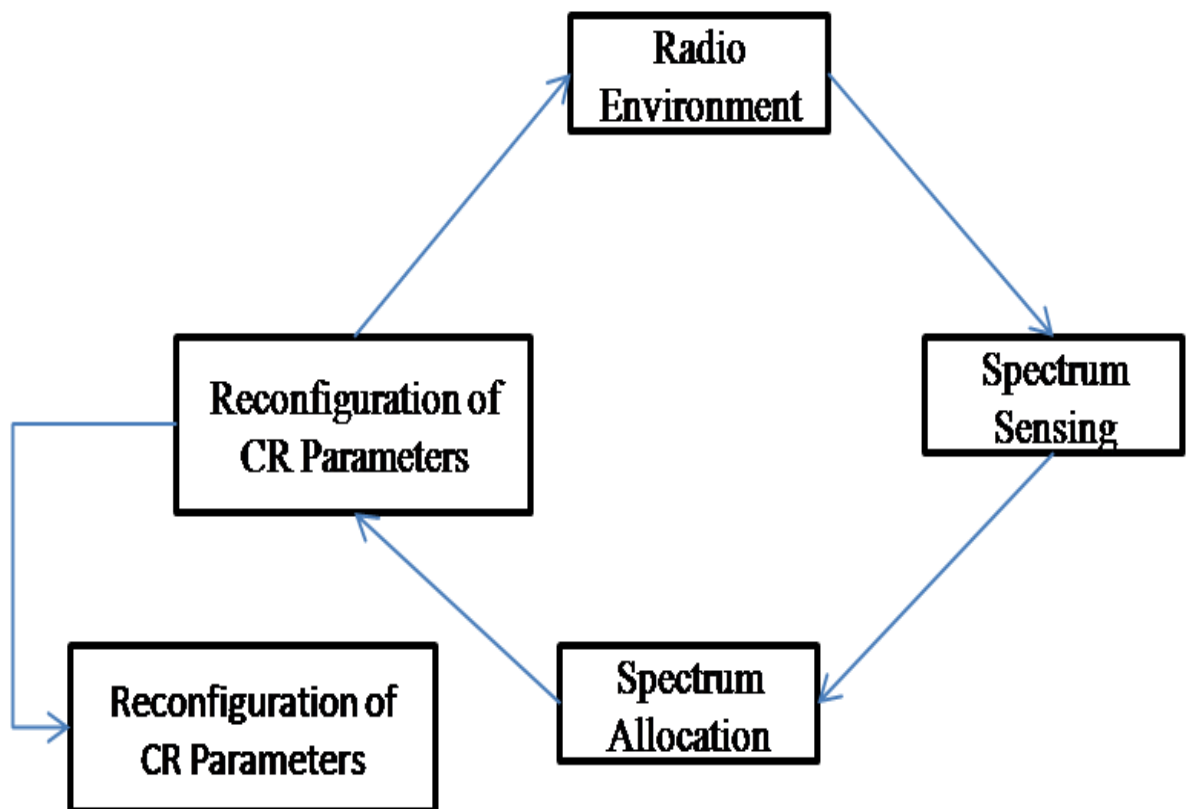 Radio
Environment
Spectrum
Sensing
Reconfiguration of
CR Parameters
Spectrum
Allocation
Reconfiguration of
CR Parameters